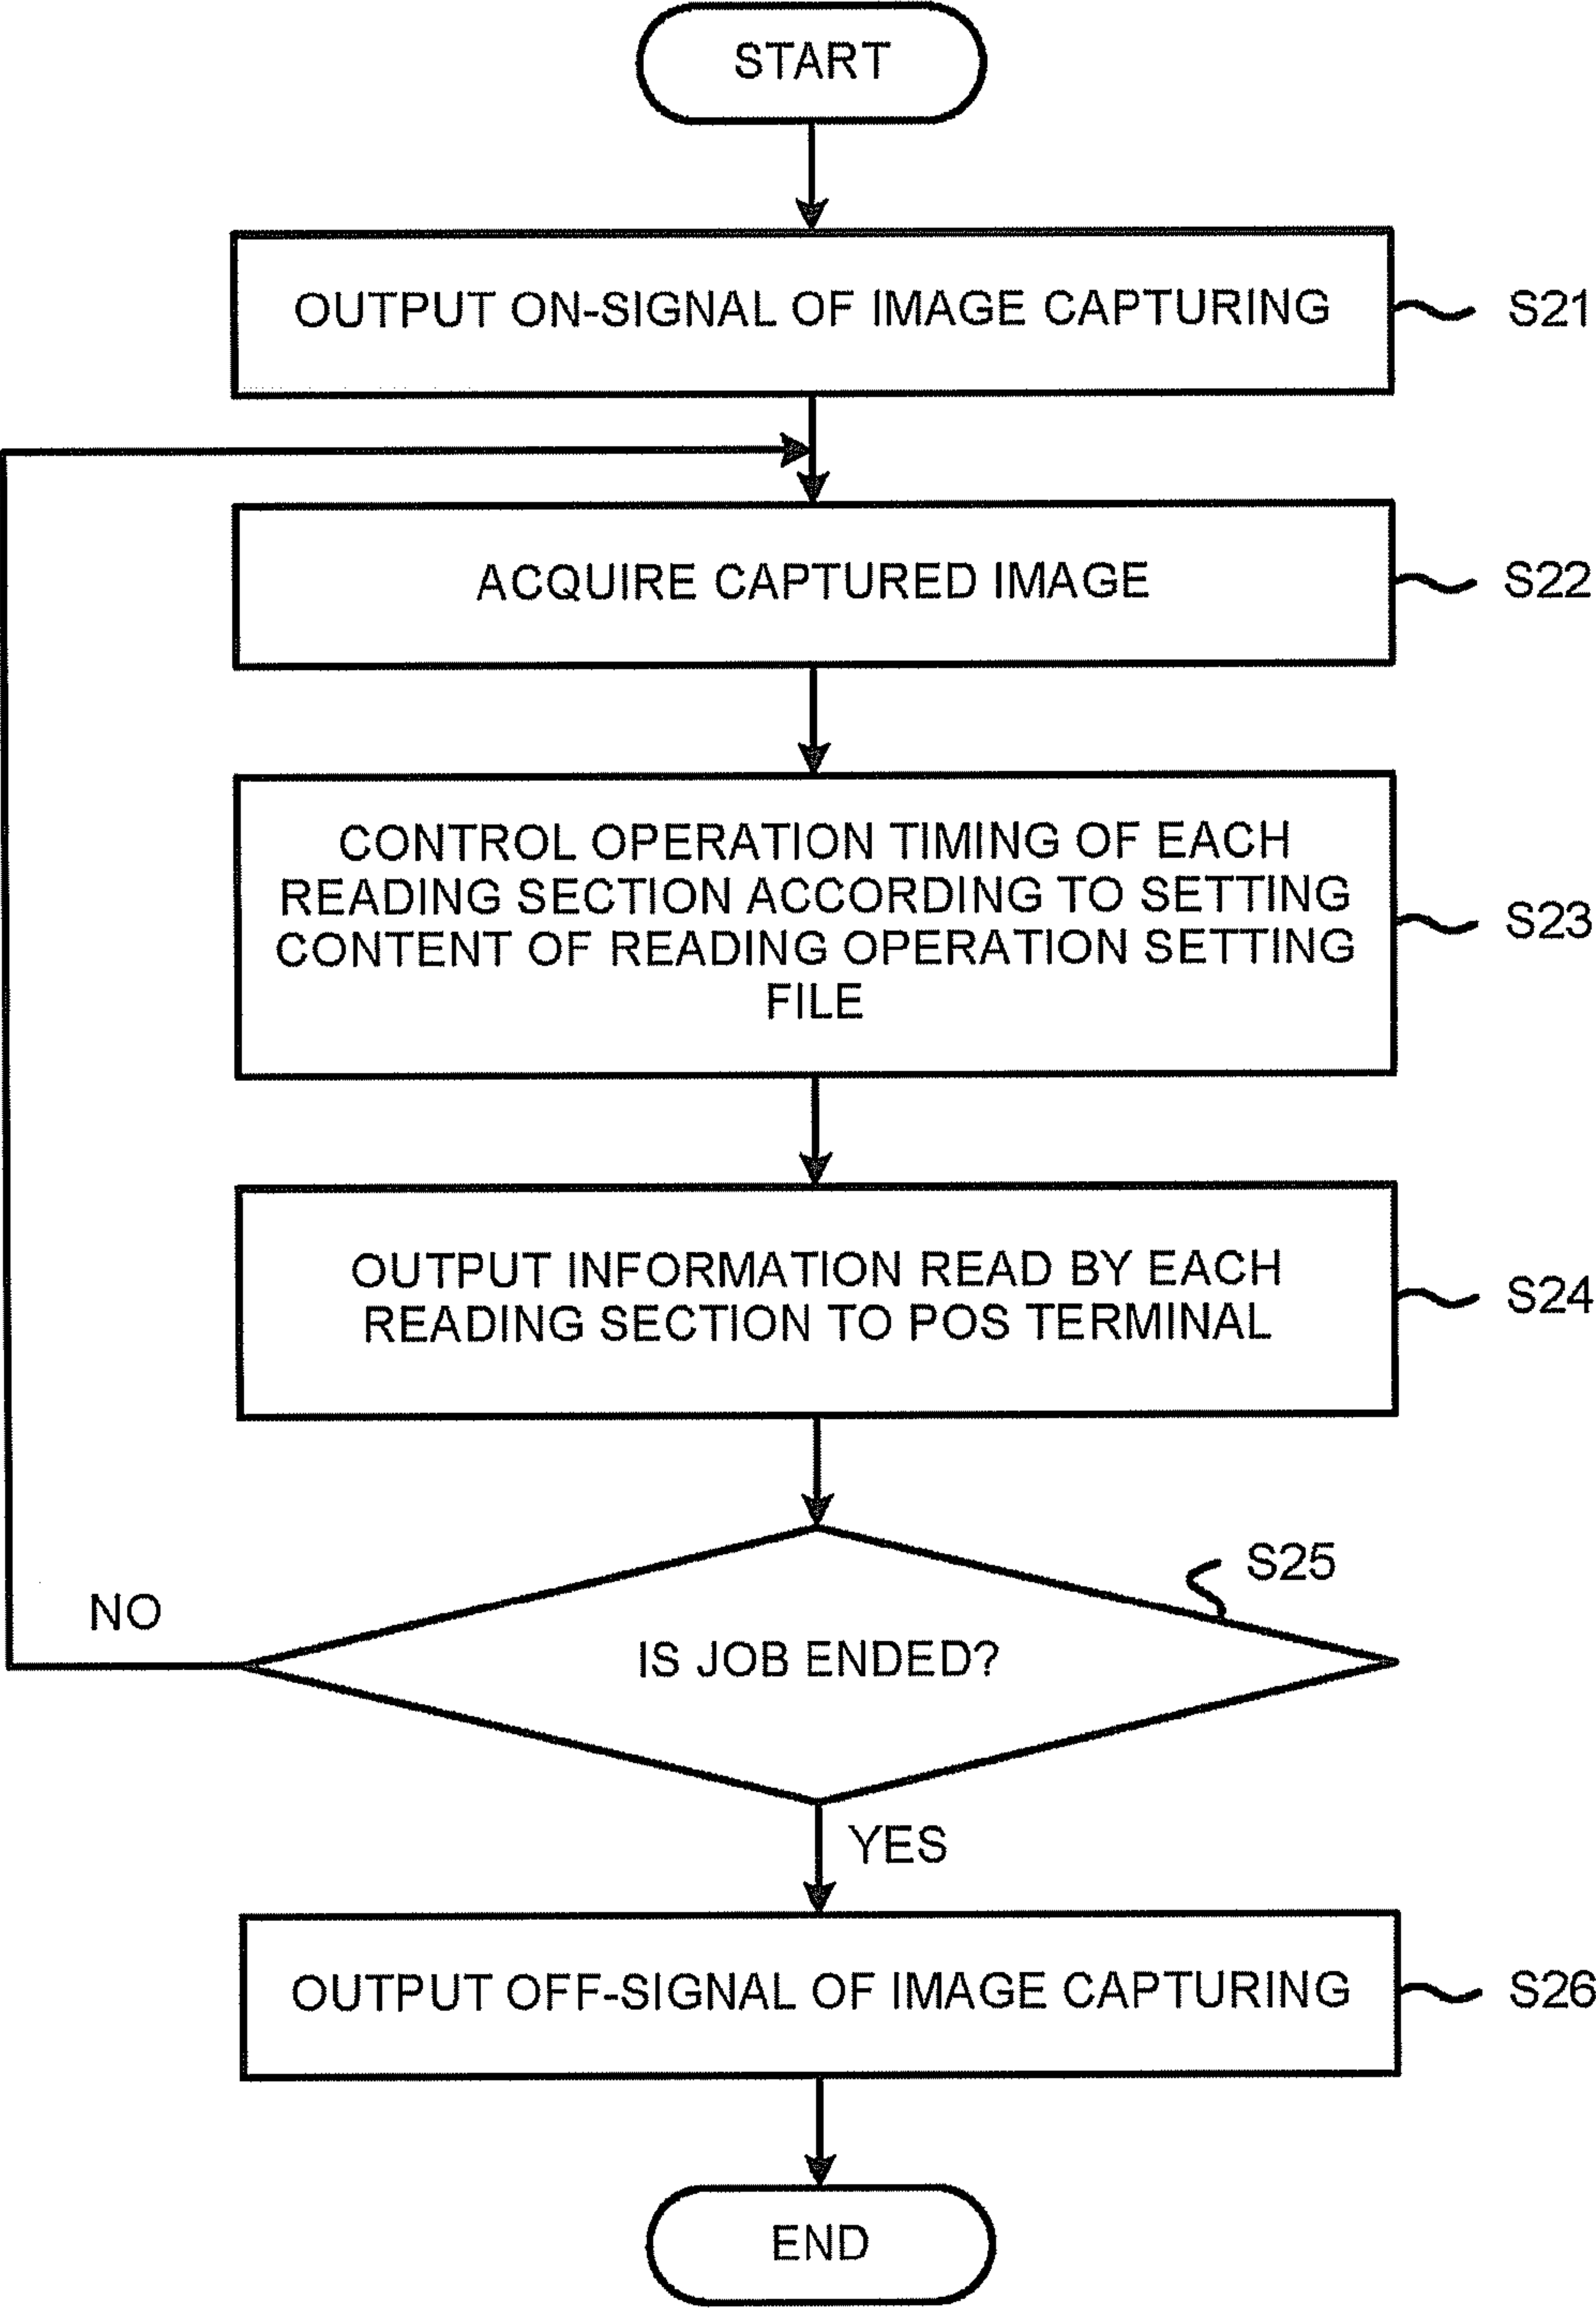 START
OUTPUT ON-SIGNAL OF IMAGE CAPTURING
S21
ACQUIRE CAPTURED IMAGE
S22
CONTROL OPERATION TIMING OF EACH
READING SECTION ACCORDING TO SETTING
CONTENT OF READING OPERATION SETTING
FILE
S23
OUTPUT INFORMATION READ BY EACH
READING SECTION TO POS TERMINAL
S24
S25
NO
IS JOB ENDED?
YES
OUTPUT OFF-SIGNAL OF IMAGE CAPTURING
S26
END